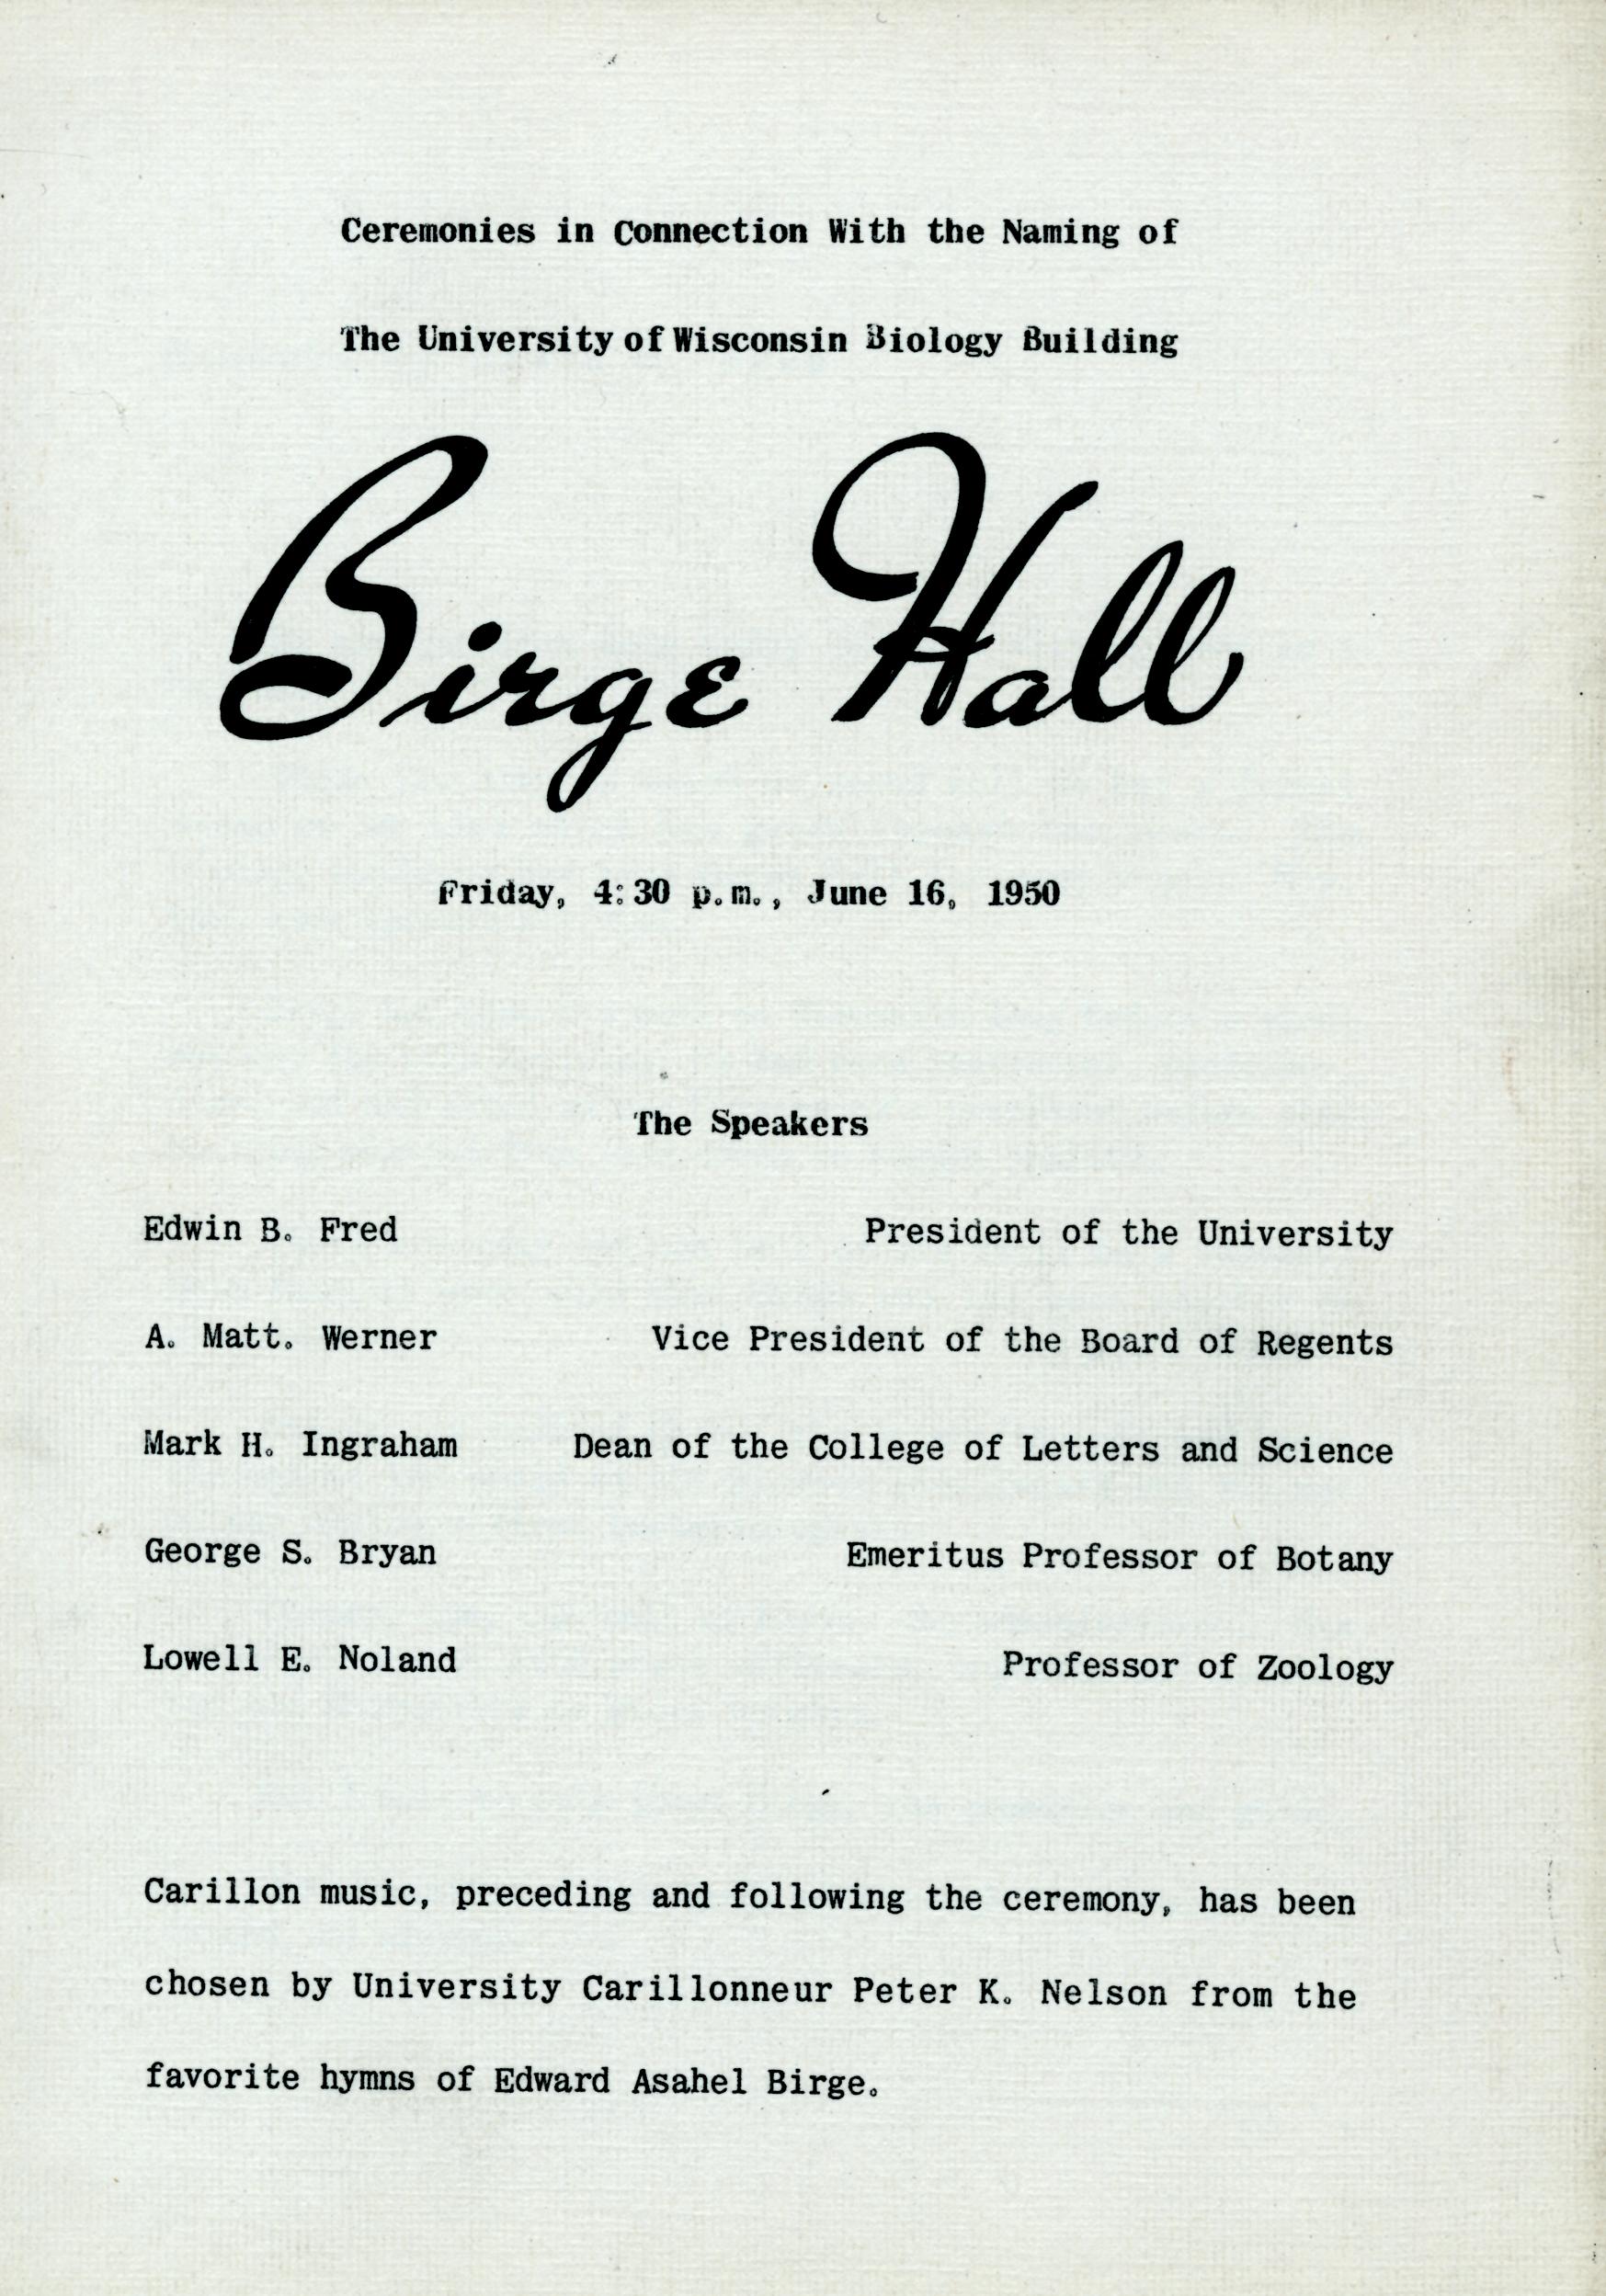 Ceremonies in Connection With the Naming of
The University of Wisconsin Biology Building
Birge Hall
Friday, 4:30 p.m., June 16, 1950
The Speakers
Edwin B. Fred President of the University
A. Matt. Werner Vice President of the Board of Regents
Mark H. Ingraham Dean of the College of Letters and Science
George S. Bryan Emeritus Professor of Botany
Lowell E. Noland Professor of Zoology
Carillon music, preceding and following the ceremony, has been
chosen by University Carillonneur Peter K. Nelson from the
favorite hymns of Edward Asahel Birge.